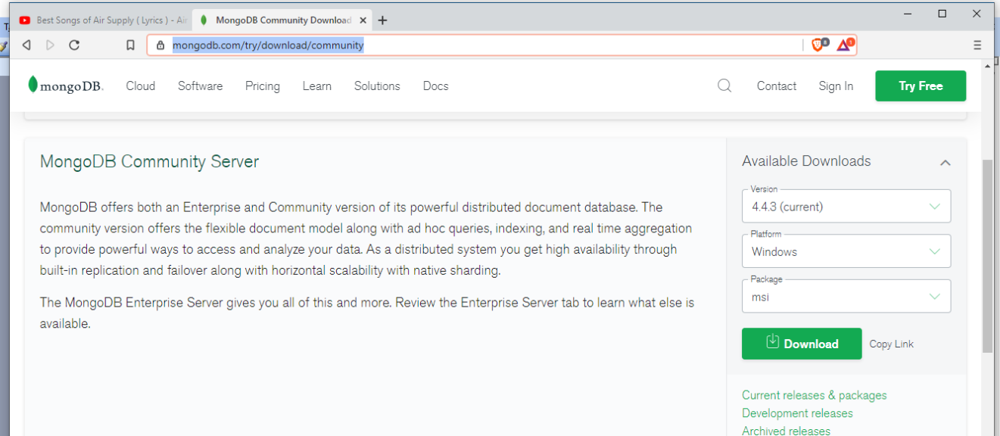 Best Songs of Air Supply ( Lyrics ) - Air
MongoDB Community Download
mongodb.com/try/download/community
mongoDB.
Cloud
Software
Pricing
Learn
Solutions
Docs
Contact
Sign In
Try Free
MongoDB Community Server
MongoDB offers both an Enterprise and Community version of its powerful distributed document database. The
community version offers the flexible document model along with ad hoc queries, indexing, and real time aggregation
to provide powerful ways to access and analyze your data. As a distributed system you get high availability through
built-in replication and failover along with horizontal scalability with native sharding.
The MongoDB Enterprise Server gives you all of this and more. Review the Enterprise Server tab to learn what else is
available.
Available Downloads
Version
4.4.3 (current)
Platform
Windows
Package
msi
Download
Copy Link
Current releases & packages
Development releases
Archived releases